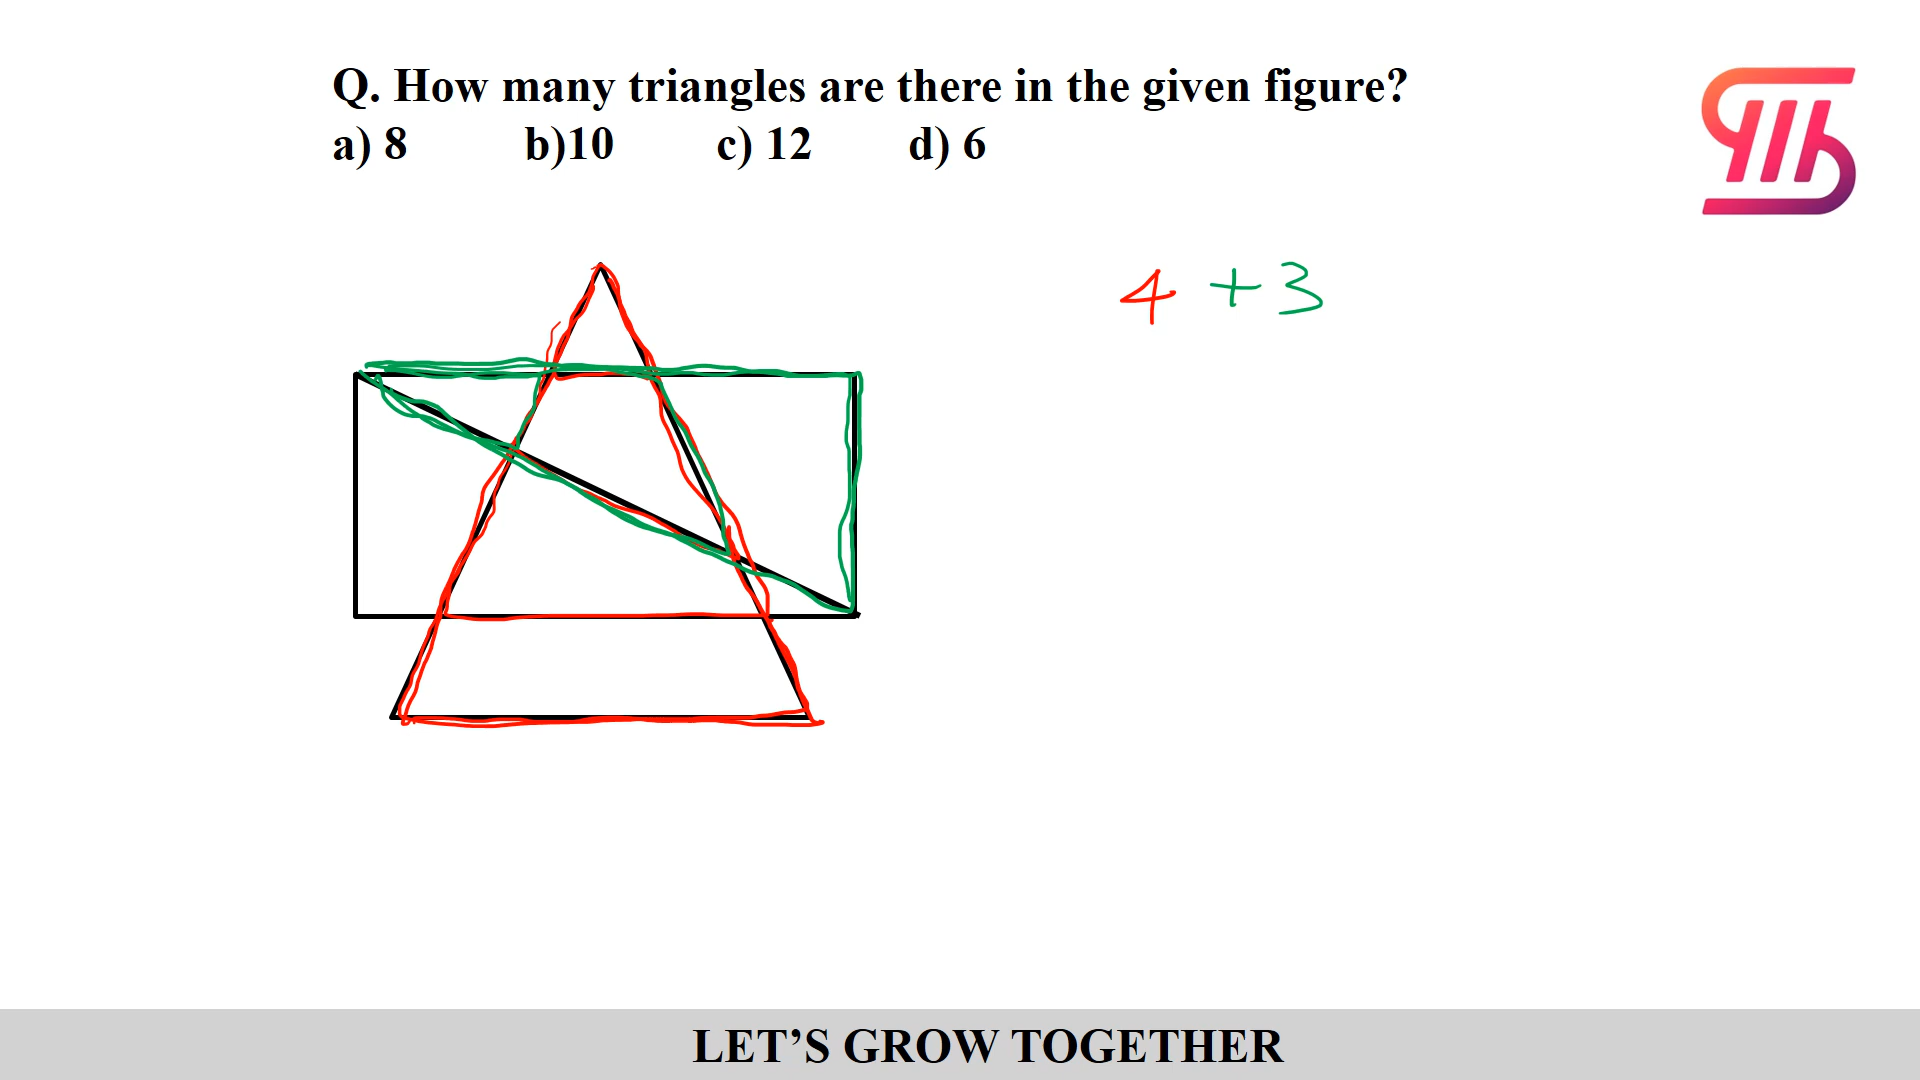 Q. How many triangles are there in the given figure?
a) 8 b)10 c) 12 d) 6
4 +3
LET’S GROW TOGETHER